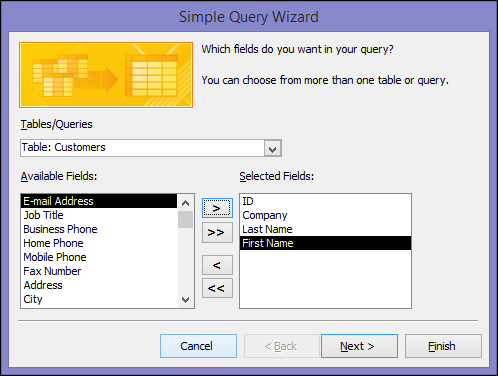 Simple Query Wizard
Which fields do you want in your query?
You can choose from more than one table or query.
Tables/Queries
Table: Customers
Available Fields:
E-mail Address
Job Title
Business Phone
Home Phone
Mobile Phone
Fax Number
Address
City
>
>>
<
<<
Selected Fields:
ID
Company
Last Name
First Name
Cancel
< Back
Next >
Finish